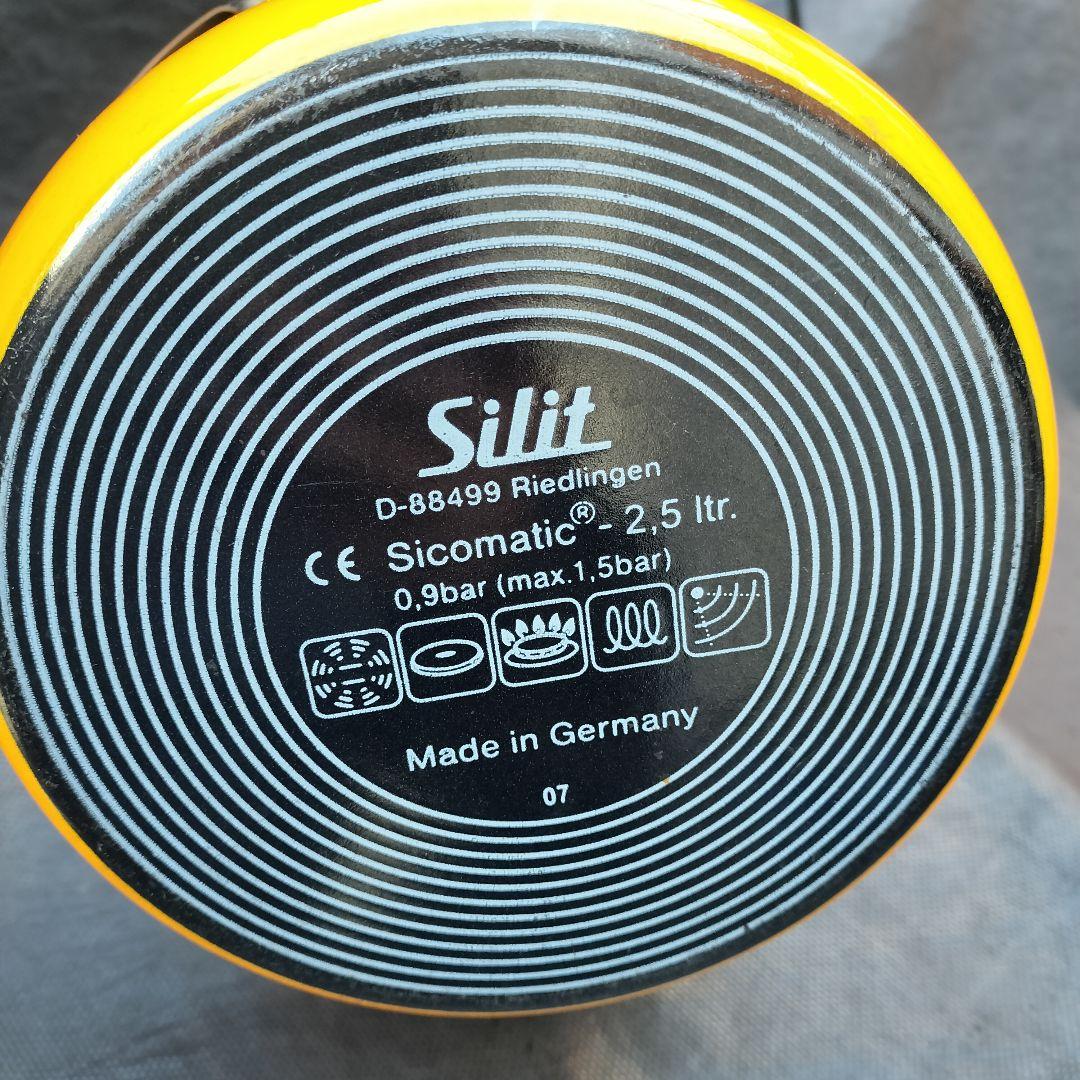 Silit
D-88499 Riedlingen
CE Sicomatic® - 2,5 ltr.
0,9bar (max.1,5bar)
Made in Germany
07